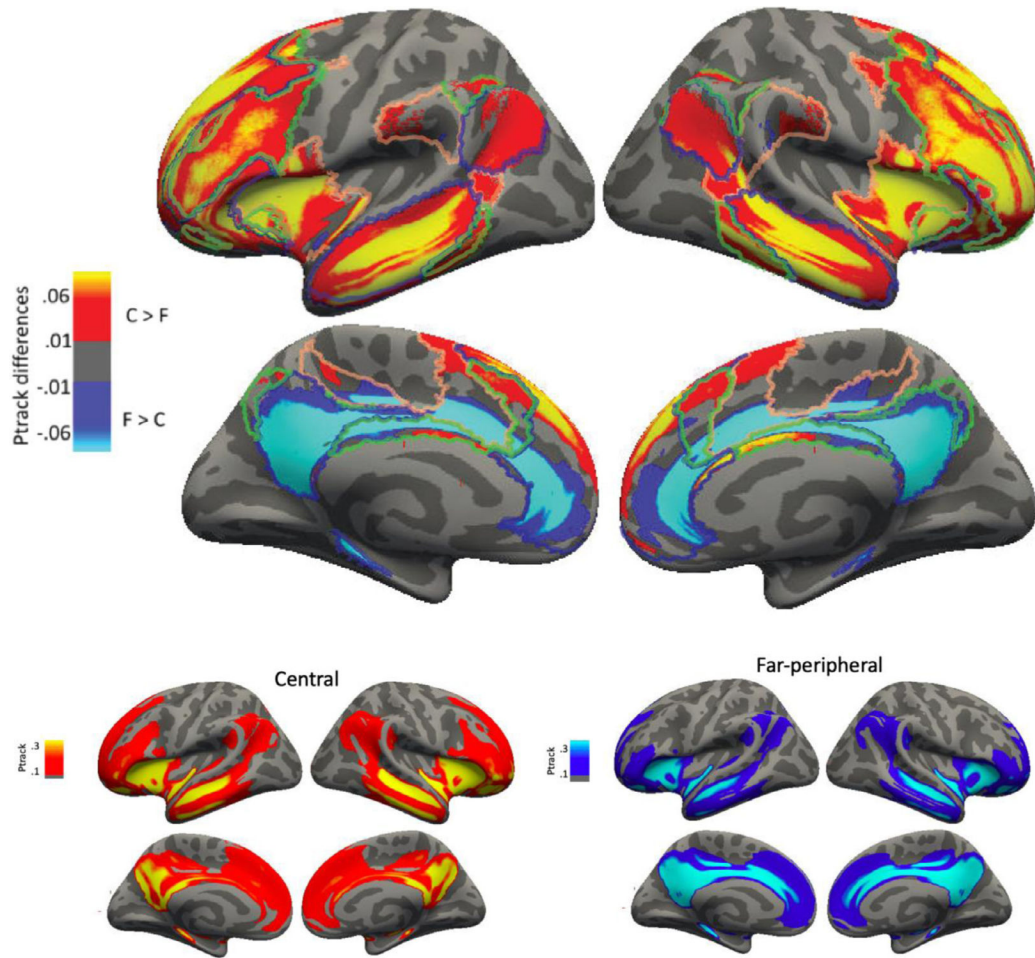 Ptrack differences
.06
.01
-.01
-.06
C > F
F > C
Central
Ptrack
.3
.1
Far-peripheral
Ptrack
.3
.1